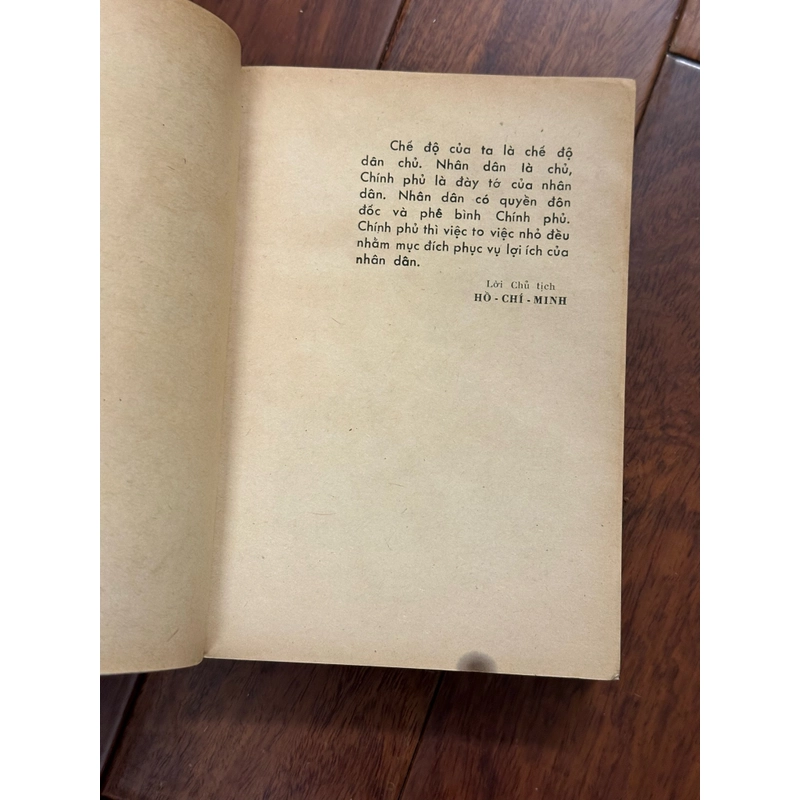 Chế độ của ta là chế độ
dân chủ. Nhân dân là chủ,
Chính phủ là đày tớ của nhân
dân. Nhân dân có quyền đôn
đốc và phê bình Chính phủ.
Chính phủ thì việc to việc nhỏ đều
nhằm mục đích phục vụ lợi ích của
nhân dân.
Lời Chủ tịch
HỒ - CHÍ - MINH